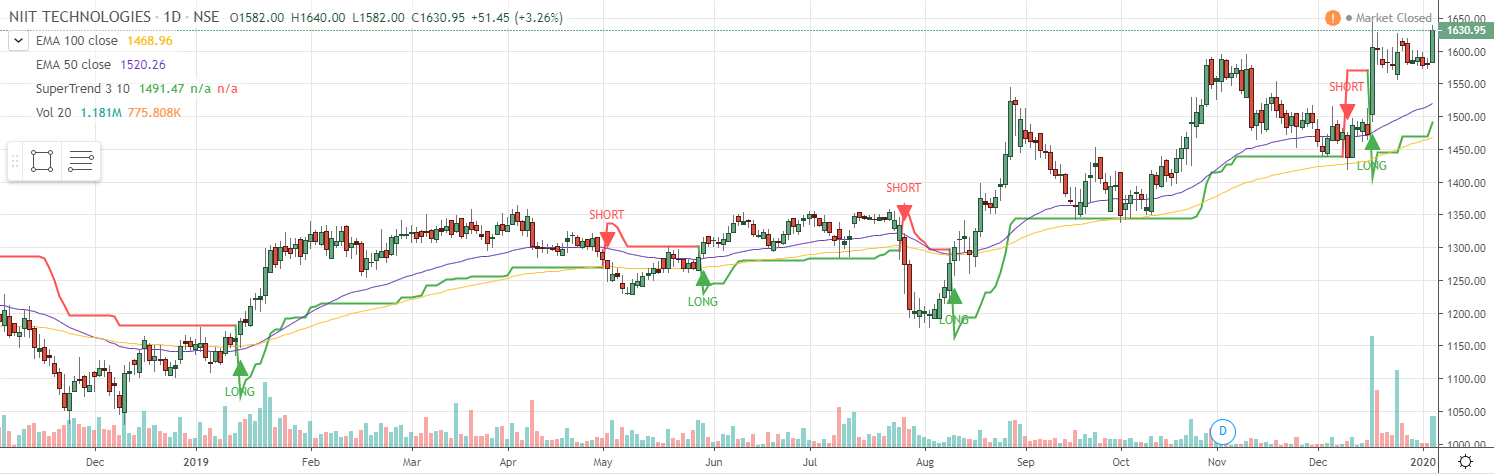 NIIT TECHNOLOGIES · 1D · NSE O1582.00 H1640.00 L1582.00 C1630.95 +51.45 (+3.26%)
! Market Closed
EMA 100 close 1468.96
EMA 50 close 1520.26
SuperTrend 3 10 1491.47 n/a n/a
Vol 20 1.181M 775.808K
1650.00
1630.95
1600.00
1550.00
1500.00
1450.00
1400.00
1350.00
1300.00
1250.00
1200.00
1150.00
1100.00
1050.00
1000.00
LONG
SHORT
LONG
SHORT
LONG
SHORT
LONG
D
Dec 2019 Feb Mar Apr May Jun Jul Aug Sep Oct Nov Dec 2020